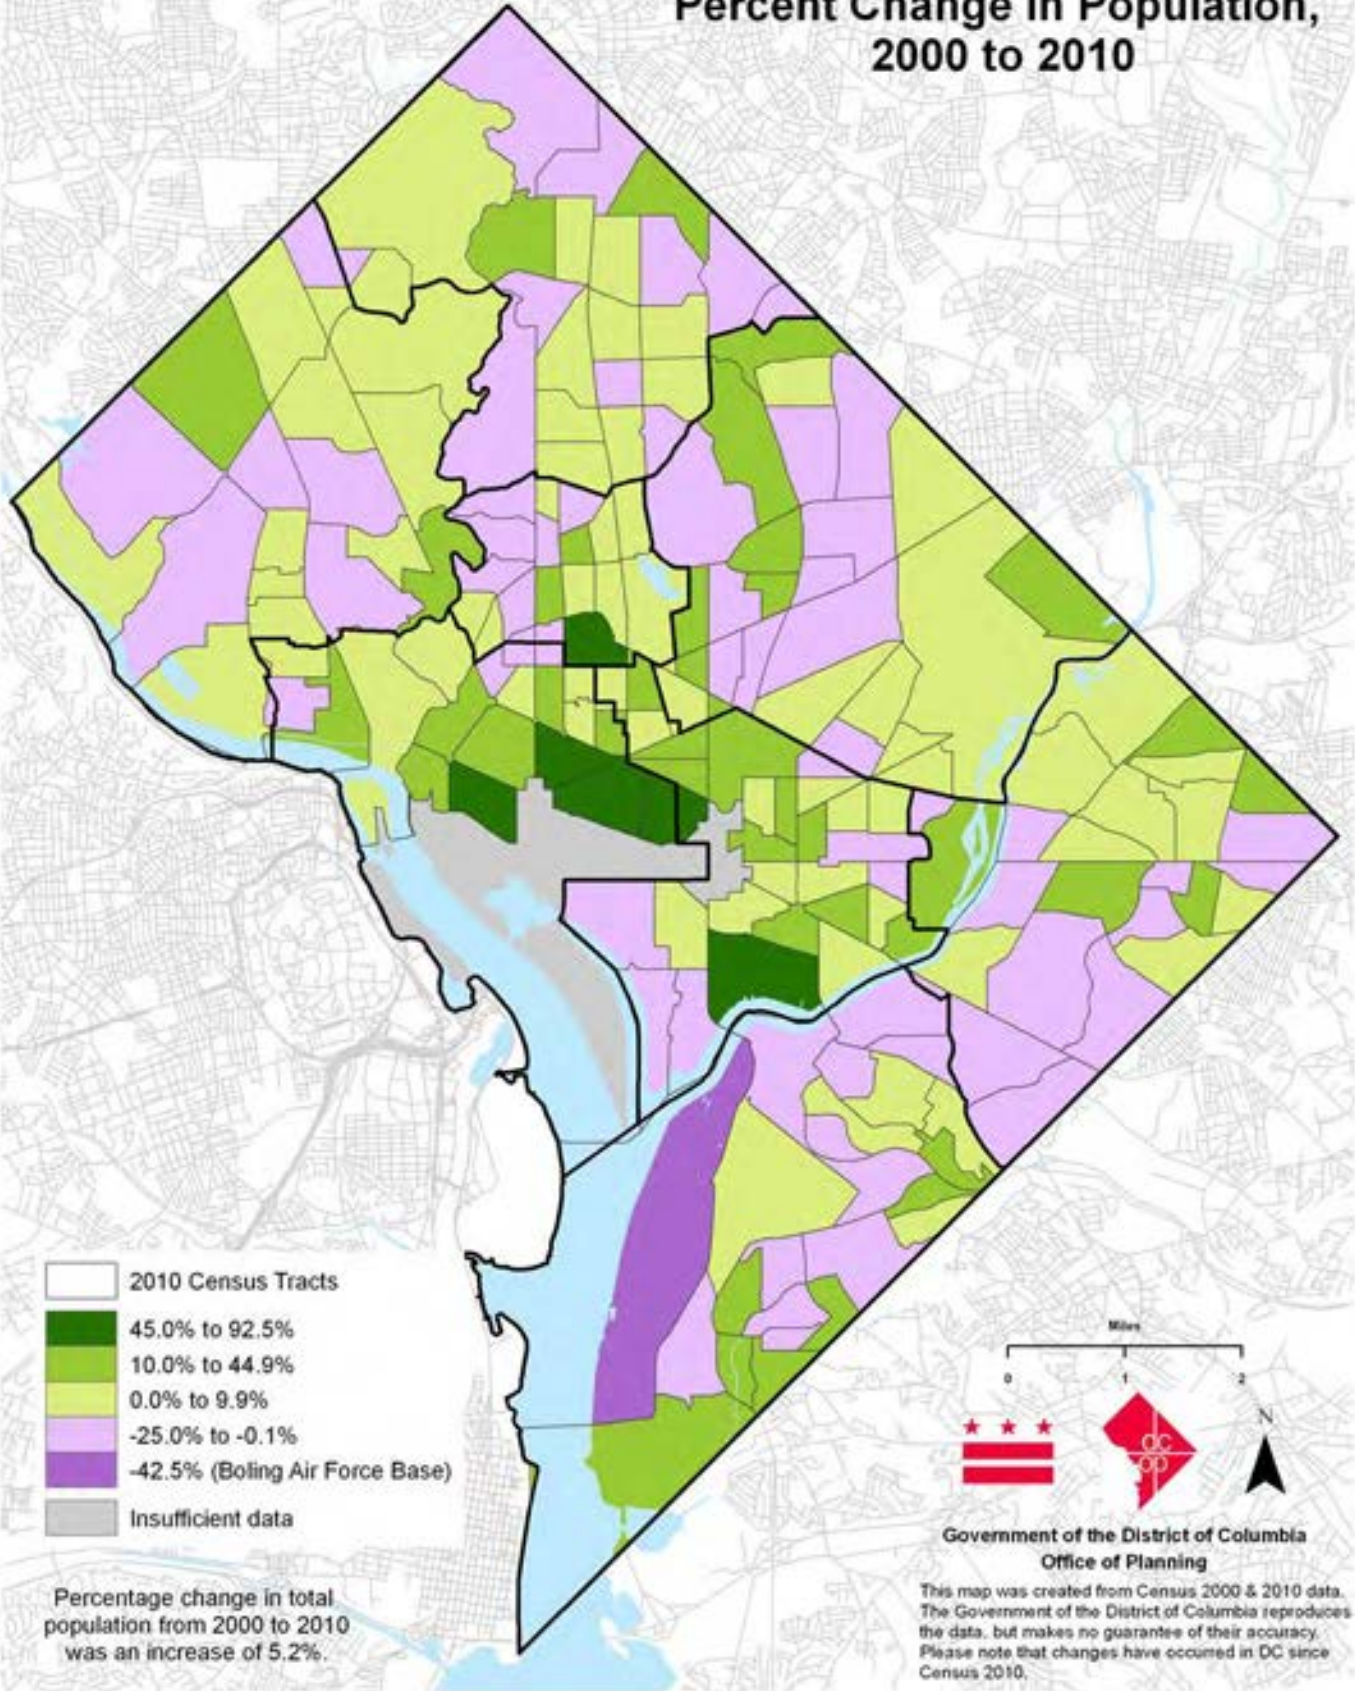 Percent Change in Population,
2000 to 2010
2010 Census Tracts
45.0% to 92.5%
10.0% to 44.9%
0.0% to 9.9%
-25.0% to -0.1%
-42.5% (Boling Air Force Base)
Insufficient data
Percentage change in total
population from 2000 to 2010
was an increase of 5.2%.
Miles
0 1 2
N
dc
op
Government of the District of Columbia
Office of Planning
This map was created from Census 2000 & 2010 data.
The Government of the District of Columbia reproduces
the data, but makes no guarantee of their accuracy.
Please note that changes have occurred in DC since
Census 2010.